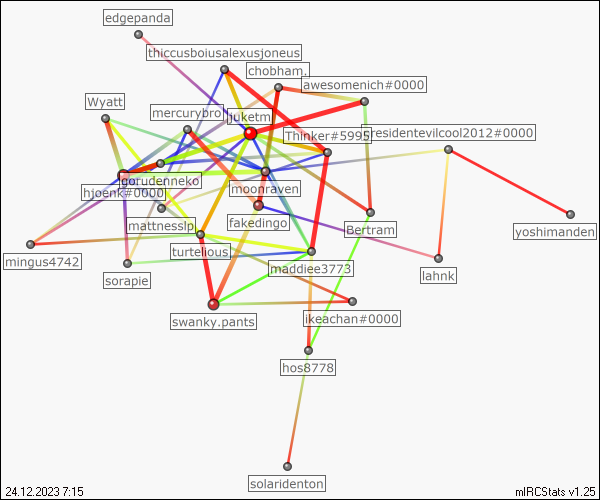 edgepanda
thiccusboiusalexusjoneus
chobham.
awesomenich#0000
Wyatt
mercurybro
juketm
Thinker#5995
residentevilcool2012#0000
gorudenneko
hjoenk#0000
moonraven
mattnesslp
fakedingo
Bertram
yoshimanden
mingus4742
sorapie
turtelious.
maddiee3773
lahnk
swanky.pants
ikeachan#0000
hos8778
solaridenton
24.12.2023 7:15
mIRCStats v1.25